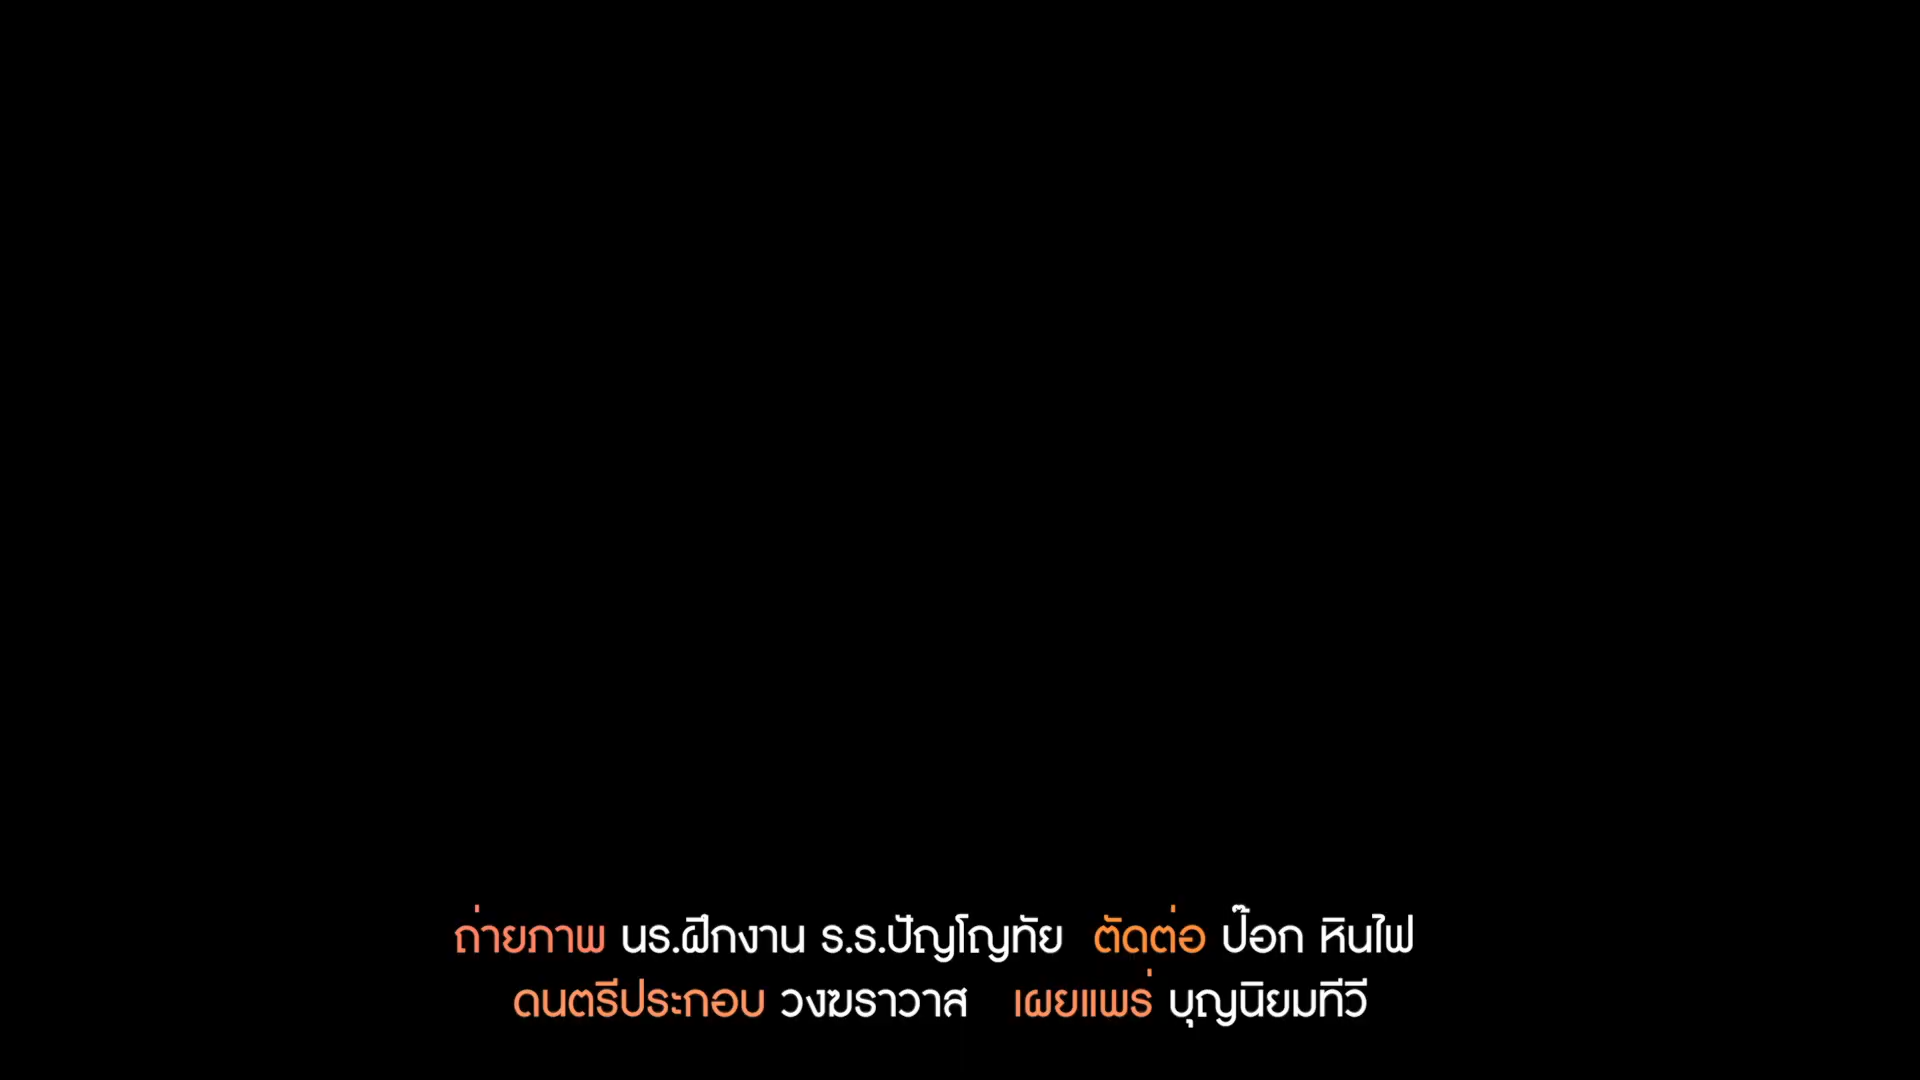 ถ่ายภาพ นร.ฝึกงาน ร.ร.ปัญโญทัย ตัดต่อ ป๊อก หินไฟ
ดนตรีประกอบ วงฆราวาส เผยแพร่ บุญนิยมทีวี